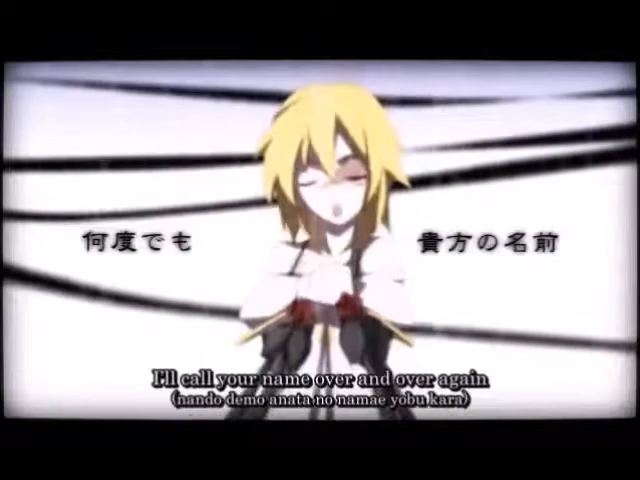 何度でも
貴方の名前
I'll call your name over and over again
(nando demo anata no namae yobu kara)